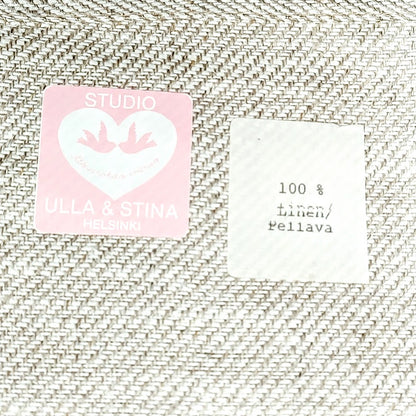 STUDIO
ULLA & STINA
HELSINKI
100 %
Linen/
Pellava